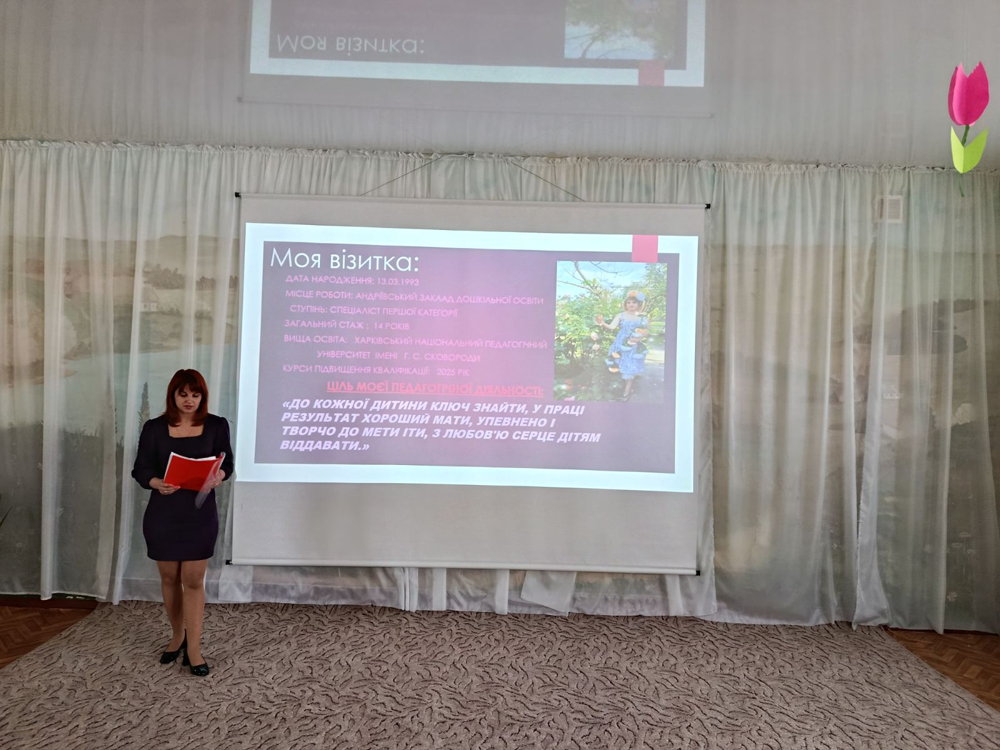 Моя візитка:
Моя візитка:
ДАТА НАРОДЖЕННЯ: 13.03.1993
МІСЦЕ РОБОТИ: АНДРІЇВСЬКИЙ ЗАКЛАД ДОШКІЛЬНОЇ ОСВІТИ
СТУПІНЬ: СПЕЦІАЛІСТ ПЕРШОЇ КАТЕГОРІЇ
ЗАГАЛЬНИЙ СТАЖ : 14 РОКІВ
ВИЩА ОСВІТА: ХАРКІВСЬКИЙ НАЦІОНАЛЬНИЙ ПЕДАГОГІЧНИЙ
УНІВЕРСИТЕТ ІМЕНІ Г. С. СКОВОРОДИ
КУРСИ ПІДВИЩЕННЯ КВАЛІФІКАЦІЇ: 2025 РІК
ЦІЛЬ МОЄЇ ПЕДАГОГІЧНОЇ ДІЯЛЬНОСТІ:
«ДО КОЖНОЇ ДИТИНИ КЛЮЧ ЗНАЙТИ, У ПРАЦІ
РЕЗУЛЬТАТ ХОРОШИЙ МАТИ, УПЕВНЕНО І
ТВОРЧО ДО МЕТИ ІТИ, З ЛЮБОВ'Ю СЕРЦЕ ДІТЯМ
ВІДДАВАТИ.»